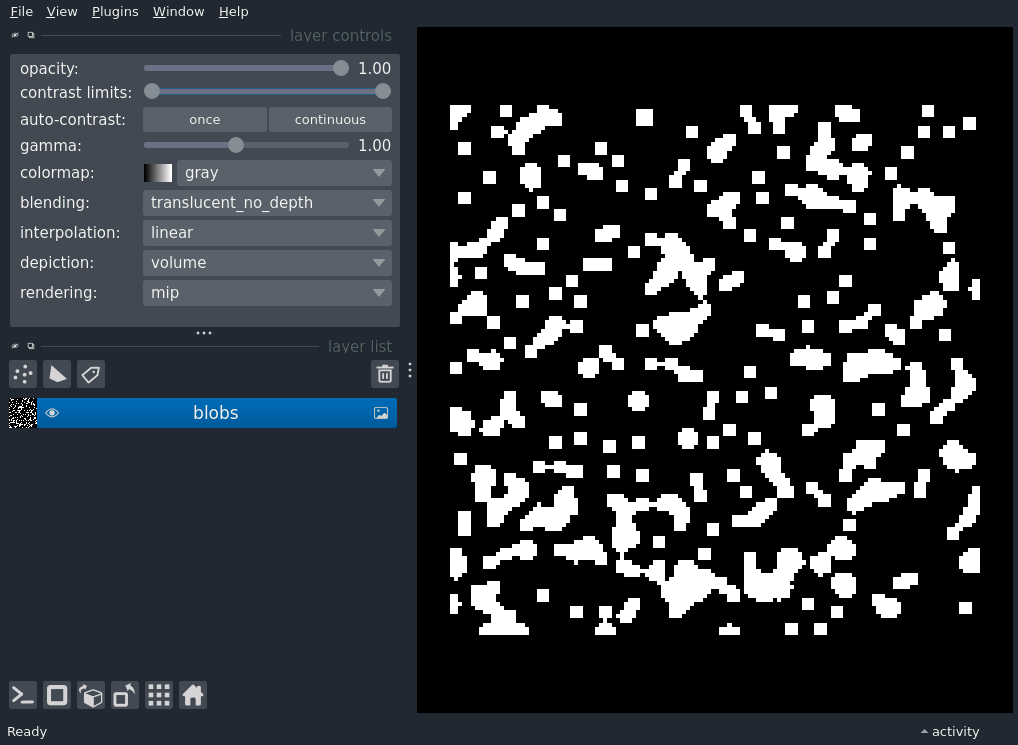 File View Plugins Window Help
layer controls
opacity: 1.00
contrast limits:
auto-contrast: once continuous
gamma: 1.00
colormap: gray
blending: translucent_no_depth
interpolation: linear
depiction: volume
rendering: mip
layer list
blobs
Ready activity